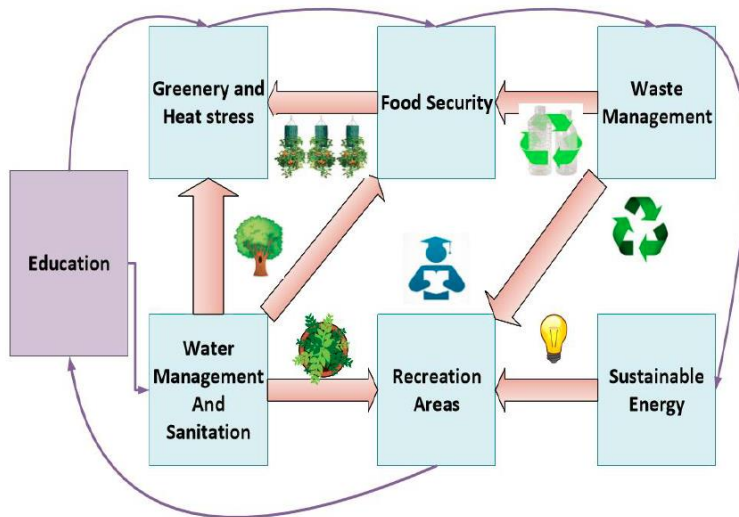 Greenery and
Heat stress
Food Security
Waste
Management
Education
Water
Management
And
Sanitation
Recreation
Areas
Sustainable
Energy